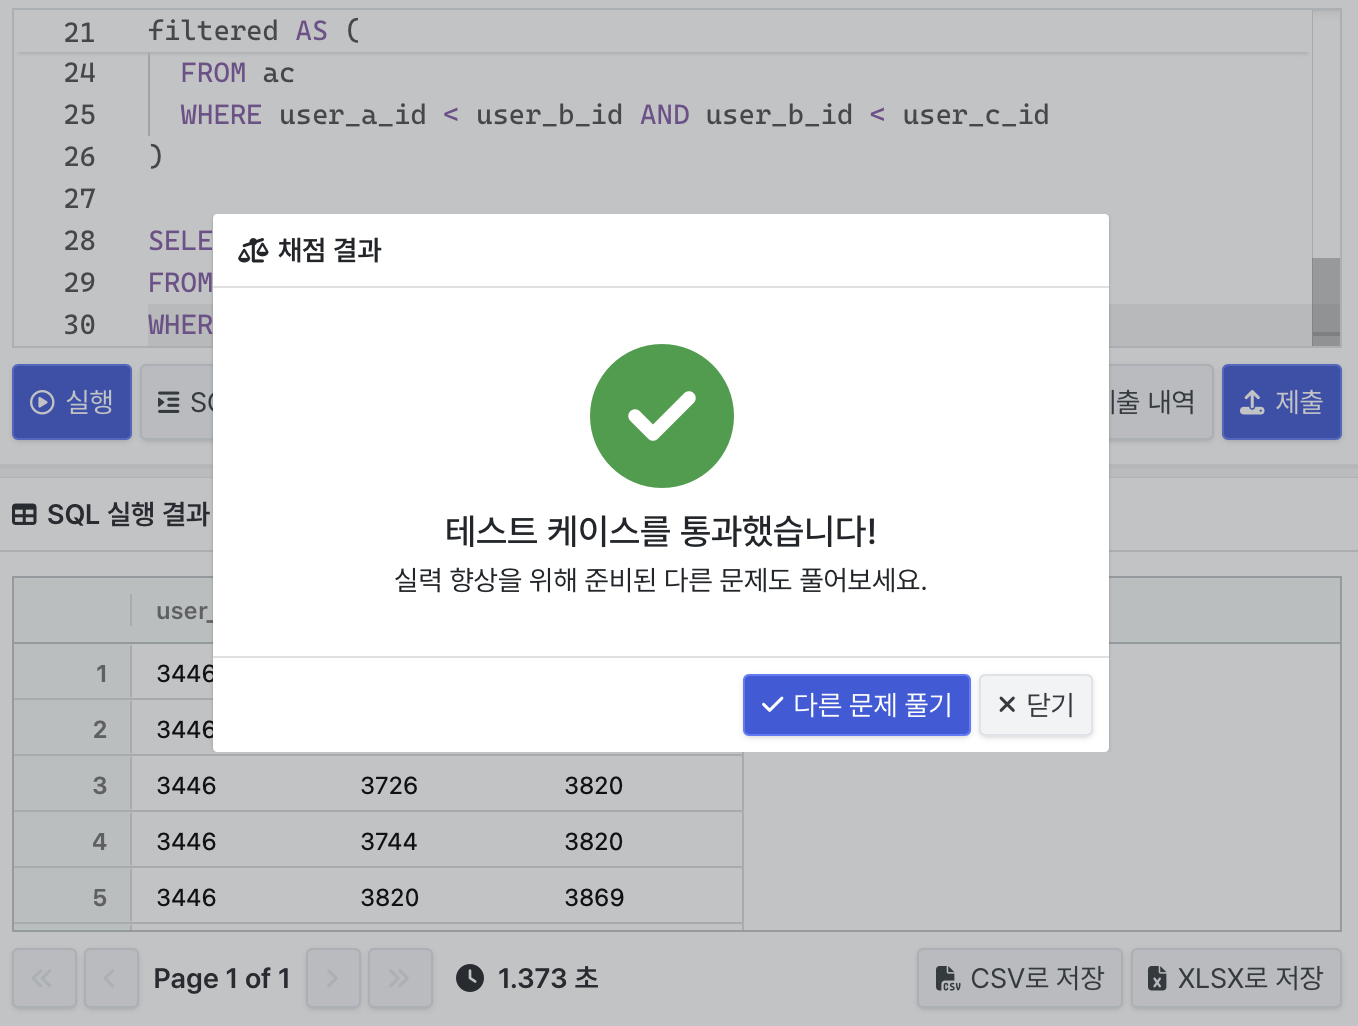 21 filtered AS (
24 FROM ac
25 WHERE user_a_id < user_b_id AND user_b_id < user_c_id
26 )
27
28
29 FROM
30
채점 결과
테스트 케이스를 통과했습니다!
실력 향상을 위해 준비된 다른 문제도 풀어보세요.
다른 문제 풀기 닫기
실행 내역 제출
SQL 실행 결과
1 3446
2 3446
3 3446 3726 3820
4 3446 3744 3820
5 3446 3820 3869
Page 1 of 1 1.373 초 CSV로 저장 XLSX로 저장